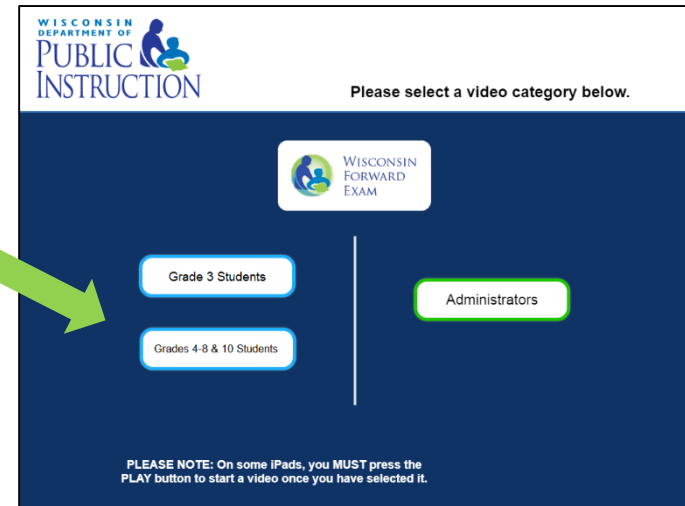 WISCONSIN
DEPARTMENT OF
PUBLIC
INSTRUCTION
Please select a video category below.
WISCONSIN
FORWARD
EXAM
Grade 3 Students
Administrators
Grades 4-8 & 10 Students
PLEASE NOTE: On some iPads, you MUST press the
PLAY button to start a video once you have selected it.